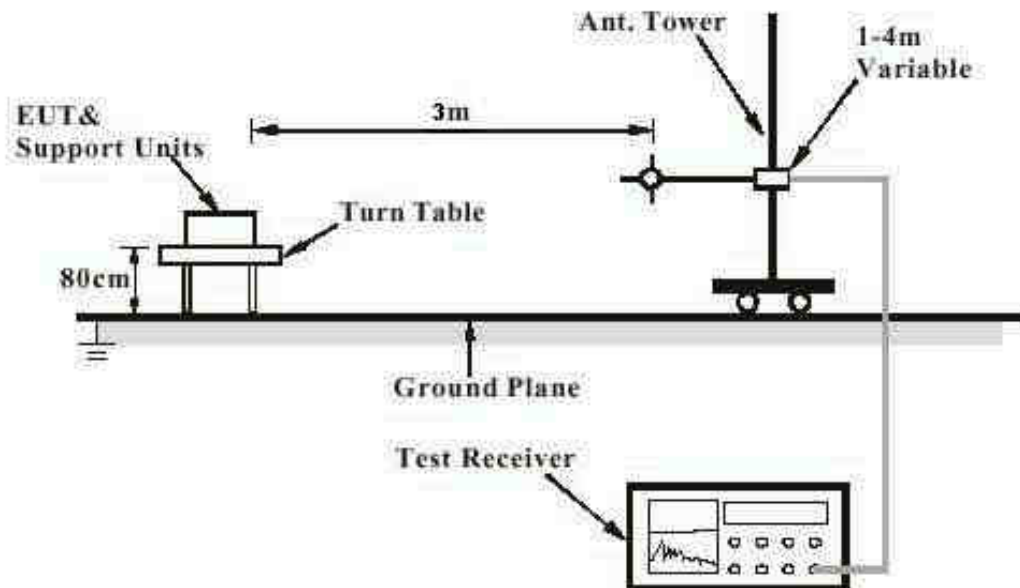 Ant. Tower
1-4m
Variable
3m
EUT&
Support Units
Turn Table
80cm
Ground Plane
Test Receiver